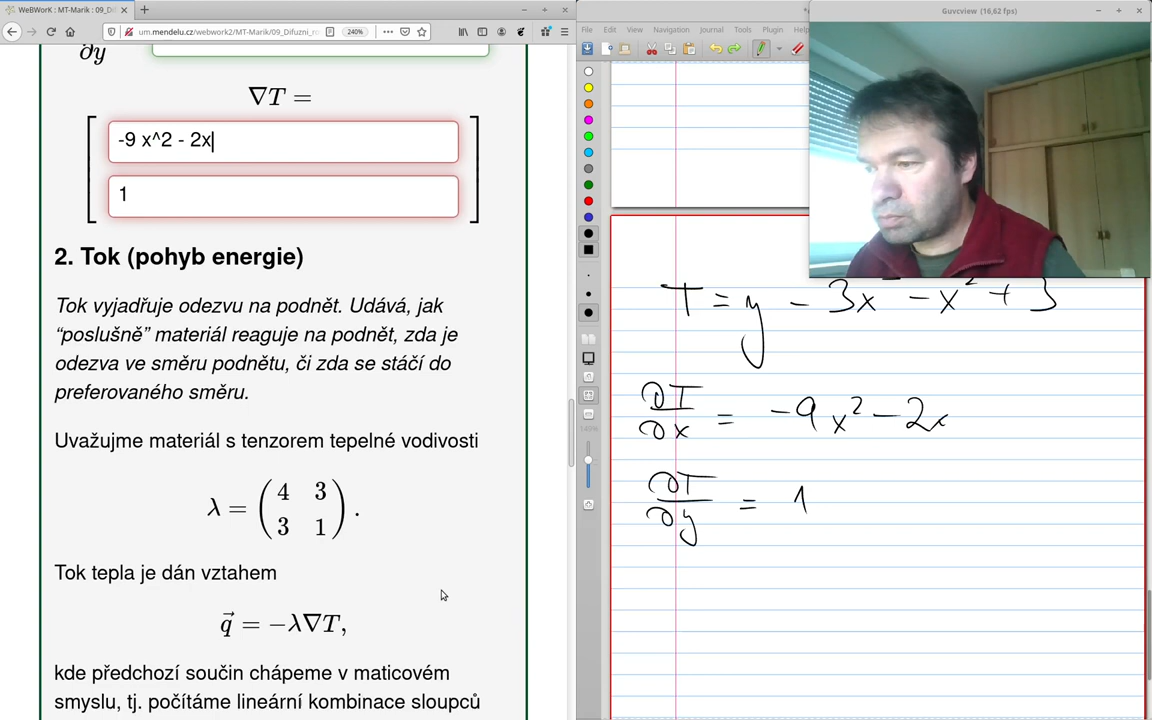 WeBWorK : MT-Marik : 09_Difu
Guvcview (16,62 fps)
um.mendelu.cz/webwork2/MT-Marik/09_Difuzni_r
240%
File Edit View Navigation Journal Tools Plugin
∂y
∇T =
-9 x^2 - 2x
1
2. Tok (pohyb energie)
Tok vyjadřuje odezvu na podnět. Udává, jak
“poslušně” materiál reaguje na podnět, zda je
odezva ve směru podnětu, či zda se stáčí do
preferovaného směru.
Uvažujme materiál s tenzorem tepelné vodivosti
λ = ( 4 3
3 1 ) .
Tok tepla je dán vztahem
q⃗ = −λ∇T,
kde předchozí součin chápeme v maticovém
smyslu, tj. počítáme lineární kombinace sloupců
T = y - 3x - x² + 3
∂T/∂x = -9x² - 2x
∂T/∂y = 1